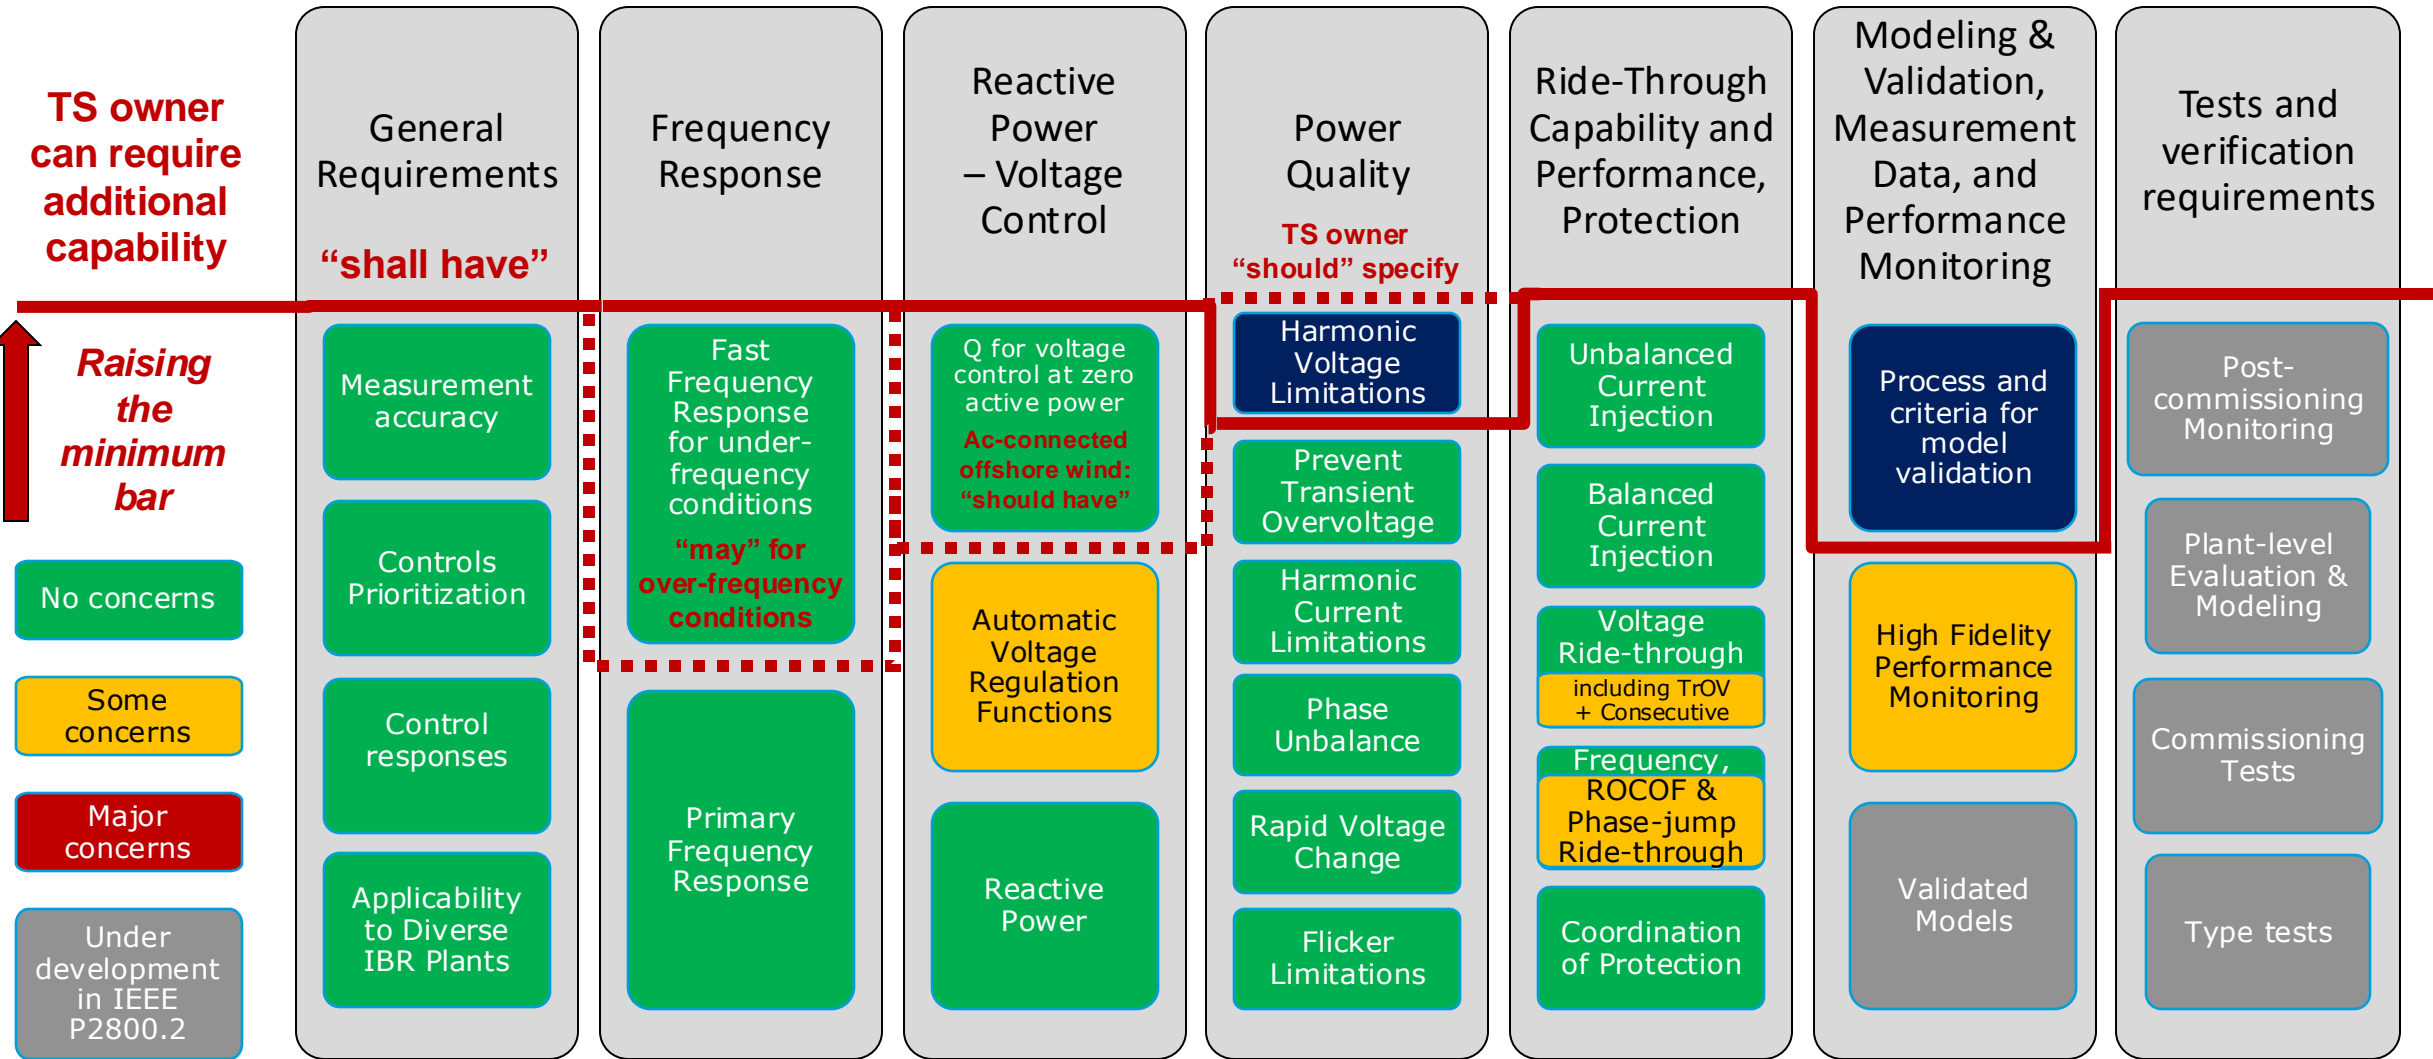 TS owner
can require
additional
capability
Raising
the
minimum
bar
No concerns
Some
concerns
Major
concerns
Under
development
in IEEE
P2800.2
General
Requirements
“shall have”
Measurement
accuracy
Controls
Prioritization
Control
responses
Applicability
to Diverse
IBR Plants
Frequency
Response
Fast
Frequency
Response
for under-
frequency
conditions
“may” for
over-frequency
conditions
Primary
Frequency
Response
Reactive
Power
– Voltage
Control
Q for voltage
control at zero
active power
Ac-connected
offshore wind:
“should have”
Automatic
Voltage
Regulation
Functions
Reactive
Power
Power
Quality
TS owner
“should” specify
Harmonic
Voltage
Limitations
Prevent
Transient
Overvoltage
Harmonic
Current
Limitations
Phase
Unbalance
Rapid Voltage
Change
Flicker
Limitations
Ride-Through
Capability and
Performance,
Protection
Unbalanced
Current
Injection
Balanced
Current
Injection
Voltage
Ride-through
including TrOV
+ Consecutive
Frequency,
ROCOF &
Phase-jump
Ride-through
Coordination
of Protection
Modeling &
Validation,
Measurement
Data, and
Performance
Monitoring
Process and
criteria for
model
validation
High Fidelity
Performance
Monitoring
Validated
Models
Tests and
verification
requirements
Post-
commissioning
Monitoring
Plant-level
Evaluation &
Modeling
Commissioning
Tests
Type tests